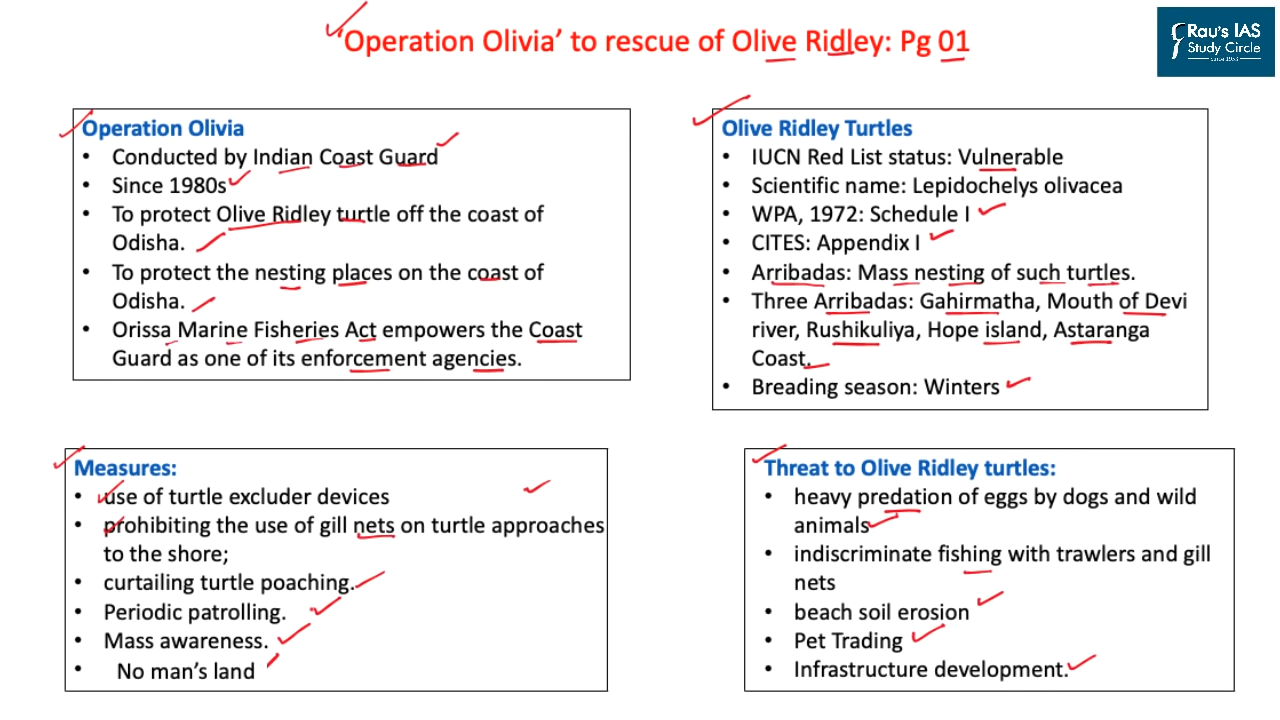 ‘Operation Olivia’ to rescue of Olive Ridley: Pg 01
Rau's IAS
Study Circle
since 1953
Operation Olivia
• Conducted by Indian Coast Guard
• Since 1980s
• To protect Olive Ridley turtle off the coast of
Odisha.
• To protect the nesting places on the coast of
Odisha.
• Orissa Marine Fisheries Act empowers the Coast
Guard as one of its enforcement agencies.
Olive Ridley Turtles
• IUCN Red List status: Vulnerable
• Scientific name: Lepidochelys olivacea
• WPA, 1972: Schedule I
• CITES: Appendix I
• Arribadas: Mass nesting of such turtles.
• Three Arribadas: Gahirmatha, Mouth of Devi
river, Rushikuliya, Hope island, Astaranga
Coast.
• Breading season: Winters
Measures:
• use of turtle excluder devices
• prohibiting the use of gill nets on turtle approaches
to the shore;
• curtailing turtle poaching.
• Periodic patrolling.
• Mass awareness.
• No man’s land
Threat to Olive Ridley turtles:
• heavy predation of eggs by dogs and wild
animals
• indiscriminate fishing with trawlers and gill
nets
• beach soil erosion
• Pet Trading
• Infrastructure development.